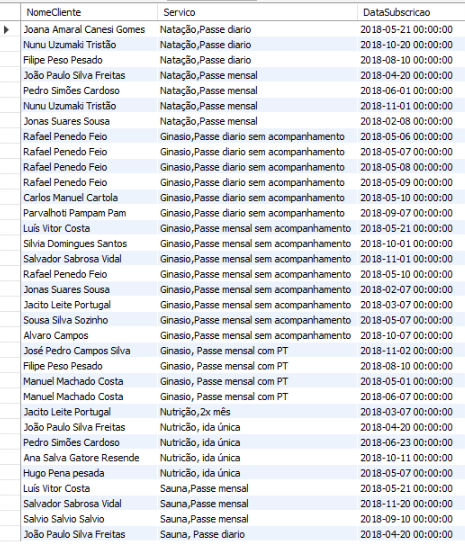 NomeCliente Servico DataSubscricao
Joana Amaral Canesi Gomes Natação,Passe diario 2018-05-21 00:00:00
Nunu Uzumaki Tristão Natação,Passe diario 2018-10-20 00:00:00
Filipe Peso Pesado Natação,Passe diario 2018-08-10 00:00:00
João Paulo Silva Freitas Natação,Passe mensal 2018-04-20 00:00:00
Pedro Simões Cardoso Natação,Passe mensal 2018-06-01 00:00:00
Nunu Uzumaki Tristão Natação,Passe mensal 2018-11-01 00:00:00
Jonas Suares Sousa Natação,Passe mensal 2018-02-08 00:00:00
Rafael Penedo Feio Ginasio,Passe diario sem acompanhamento 2018-05-06 00:00:00
Rafael Penedo Feio Ginasio,Passe diario sem acompanhamento 2018-05-07 00:00:00
Rafael Penedo Feio Ginasio,Passe diario sem acompanhamento 2018-05-08 00:00:00
Rafael Penedo Feio Ginasio,Passe diario sem acompanhamento 2018-05-09 00:00:00
Carlos Manuel Cartola Ginasio,Passe diario sem acompanhamento 2018-05-10 00:00:00
Parvalhoti Pampam Pam Ginasio,Passe diario sem acompanhamento 2018-09-07 00:00:00
Luís Vitor Costa Ginasio,Passe mensal sem acompanhamento 2018-05-21 00:00:00
Silvia Domingues Santos Ginasio,Passe mensal sem acompanhamento 2018-10-01 00:00:00
Salvador Sabrosa Vidal Ginasio,Passe mensal sem acompanhamento 2018-11-01 00:00:00
Rafael Penedo Feio Ginasio,Passe mensal sem acompanhamento 2018-05-10 00:00:00
Jonas Suares Sousa Ginasio,Passe mensal sem acompanhamento 2018-02-07 00:00:00
Jacito Leite Portugal Ginasio,Passe mensal sem acompanhamento 2018-03-07 00:00:00
Sousa Silva Sozinho Ginasio,Passe mensal sem acompanhamento 2018-05-07 00:00:00
Alvaro Campos Ginasio,Passe mensal sem acompanhamento 2018-10-07 00:00:00
José Pedro Campos Silva Ginasio, Passe mensal com PT 2018-11-02 00:00:00
Filipe Peso Pesado Ginasio, Passe mensal com PT 2018-08-10 00:00:00
Manuel Machado Costa Ginasio, Passe mensal com PT 2018-05-01 00:00:00
Manuel Machado Costa Ginasio, Passe mensal com PT 2018-06-07 00:00:00
Jacito Leite Portugal Nutrição,2x mês 2018-03-07 00:00:00
João Paulo Silva Freitas Nutricão, ida única 2018-04-20 00:00:00
Pedro Simões Cardoso Nutricão, ida única 2018-06-23 00:00:00
Ana Salva Gatore Resende Nutricão, ida única 2018-10-11 00:00:00
Hugo Pena pesada Nutricão, ida única 2018-05-07 00:00:00
Luís Vitor Costa Sauna,Passe mensal 2018-05-21 00:00:00
Salvador Sabrosa Vidal Sauna,Passe mensal 2018-11-20 00:00:00
Salvio Salvio Salvio Sauna,Passe mensal 2018-09-10 00:00:00
João Paulo Silva Freitas Sauna, Passe diario 2018-04-20 00:00:00